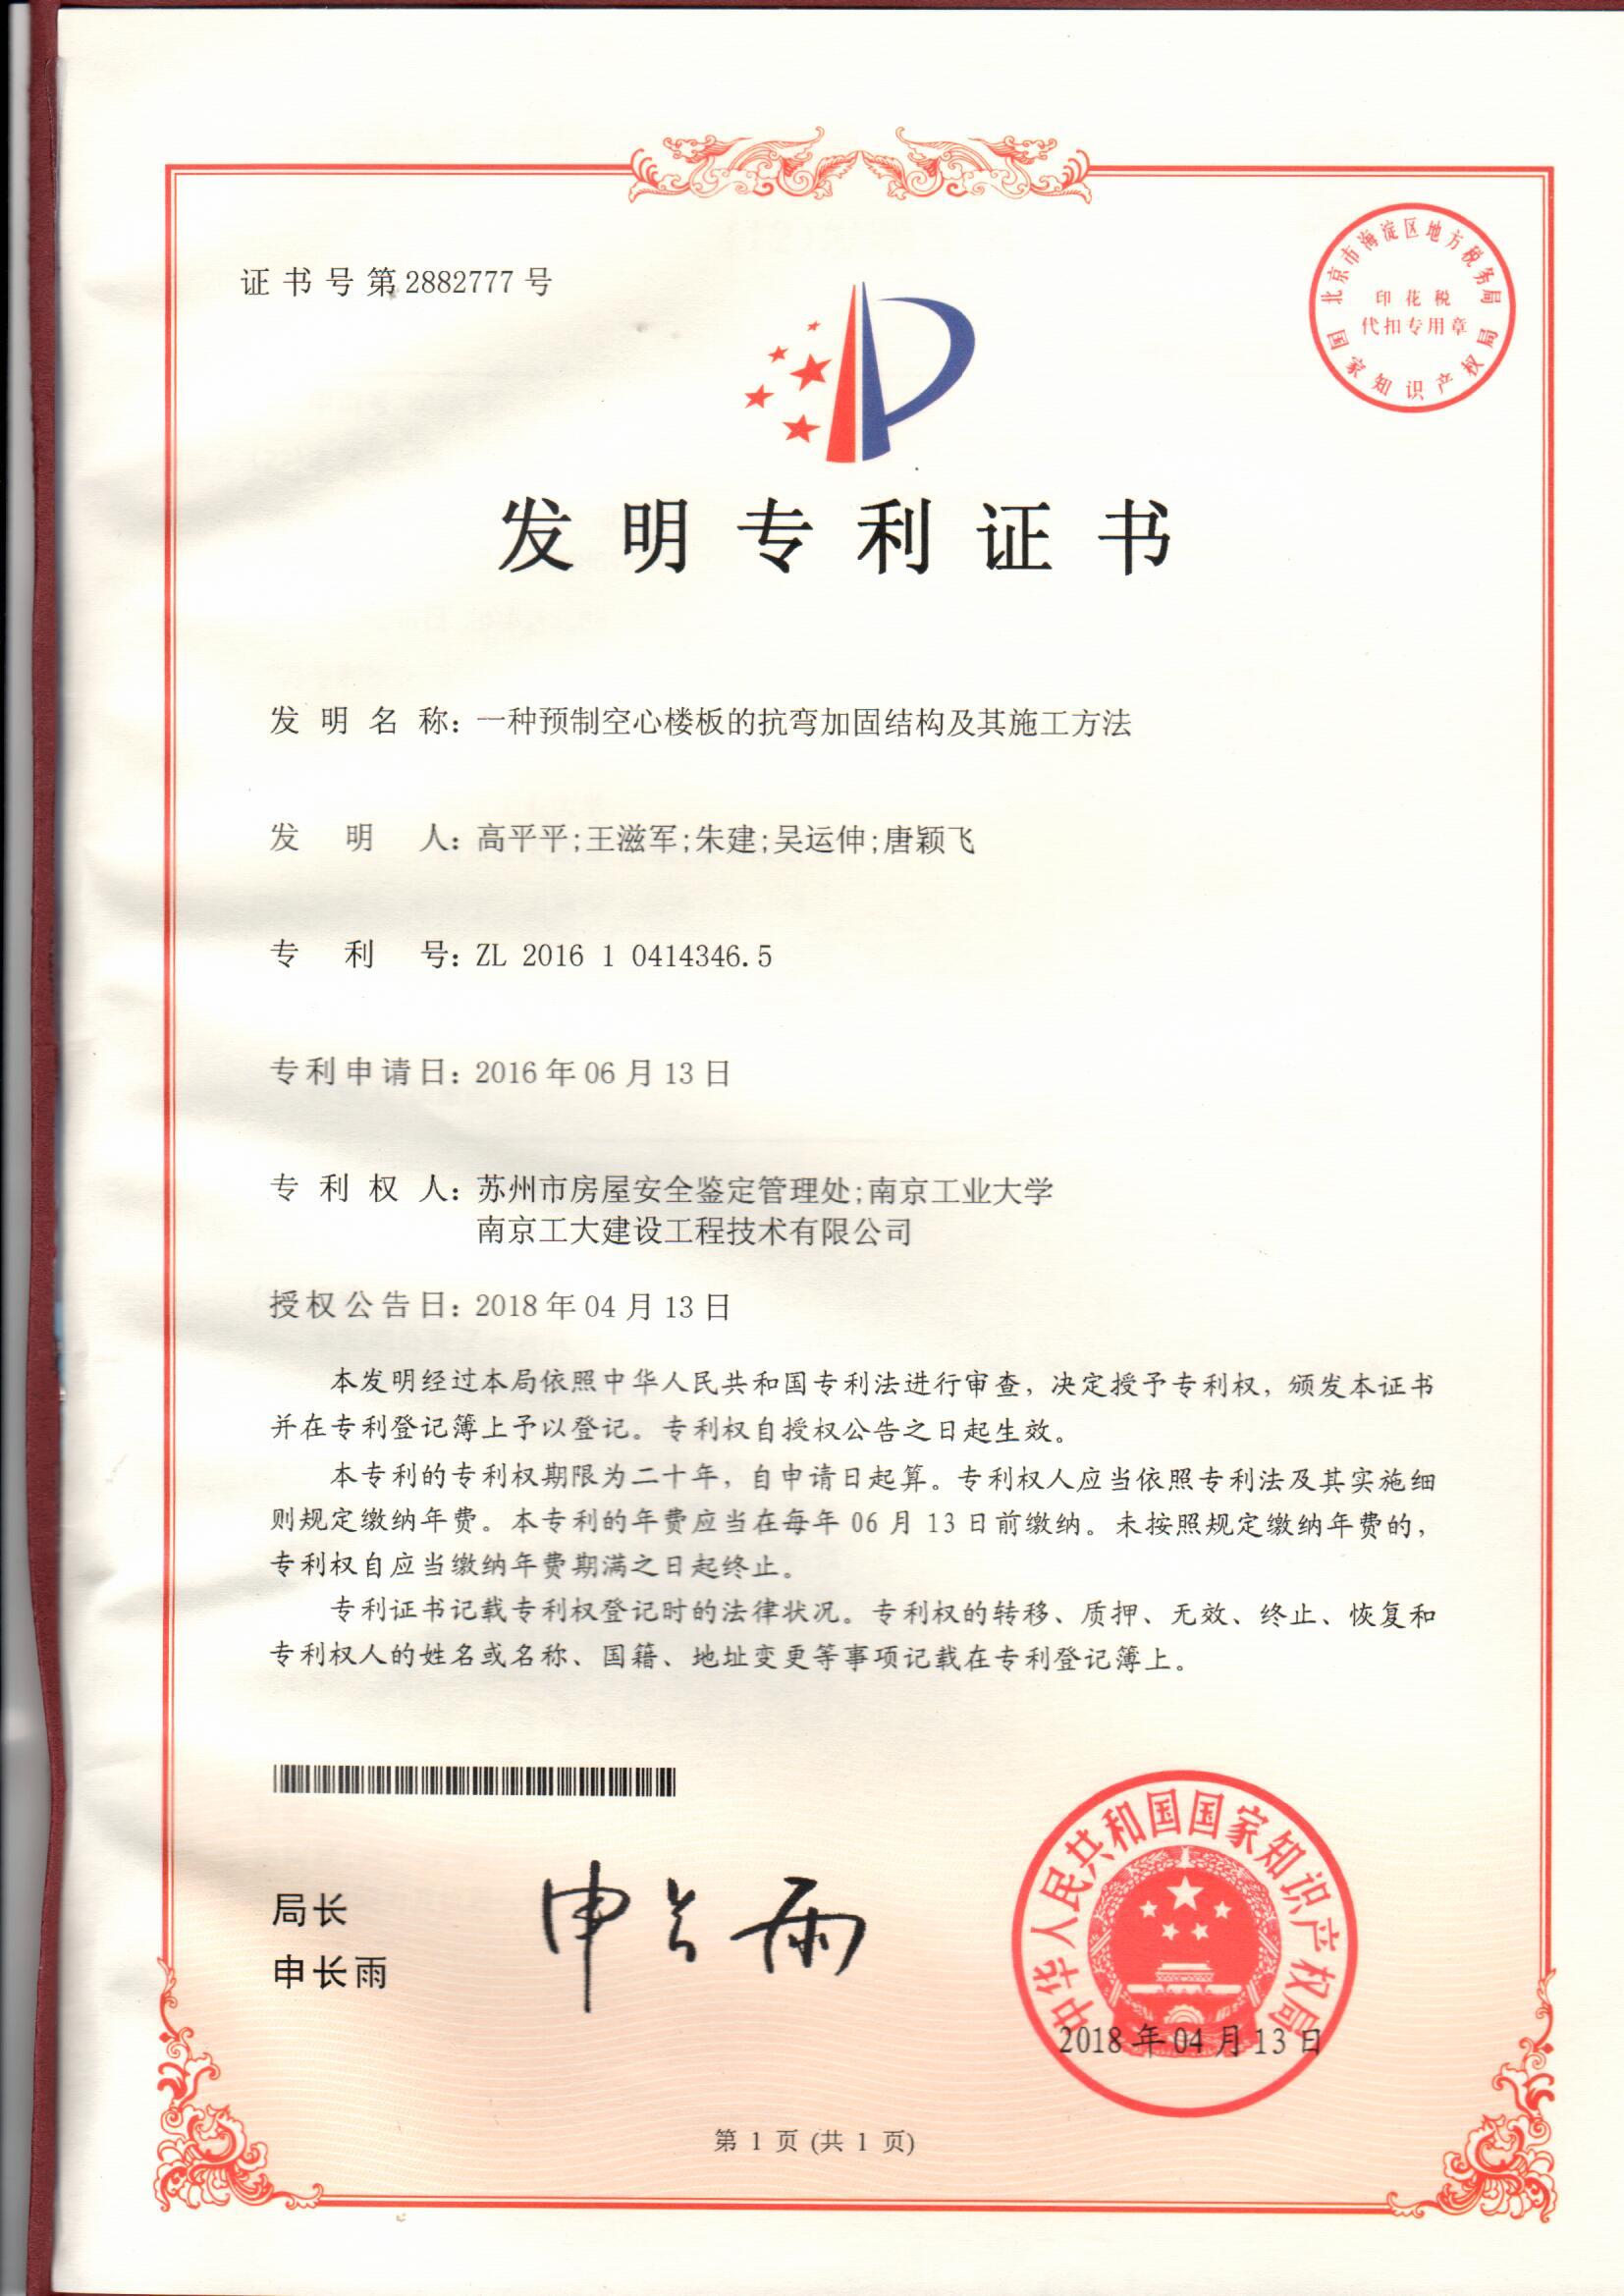 证书号第2882777号
北京市海淀区地方税务局
印花税
代扣专用章
国家知识产权局
发明专利证书
发明名称：一种预制空心楼板的抗弯加固结构及其施工方法
发明人：高平平;王滋军;朱建;吴运伸;唐颖飞
专利号：ZL 2016 1 0414346.5
专利申请日：2016年06月13日
专利权人：苏州市房屋安全鉴定管理处;南京工业大学
南京工大建设工程技术有限公司
授权公告日：2018年04月13日
本发明经过本局依照中华人民共和国专利法进行审查，决定授予专利权，颁发本证书
并在专利登记簿上予以登记。专利权自授权公告之日起生效。
本专利的专利权期限为二十年，自申请日起算。专利权人应当依照专利法及其实施细
则规定缴纳年费。本专利的年费应当在每年06月13日前缴纳。未按照规定缴纳年费的，
专利权自应当缴纳年费期满之日起终止。
专利证书记载专利权登记时的法律状况。专利权的转移、质押、无效、终止、恢复和
专利权人的姓名或名称、国籍、地址变更等事项记载在专利登记簿上。
局长
申长雨
申长雨
中华人民共和国国家知识产权局
2018年04月13日
第 1 页 (共 1 页)